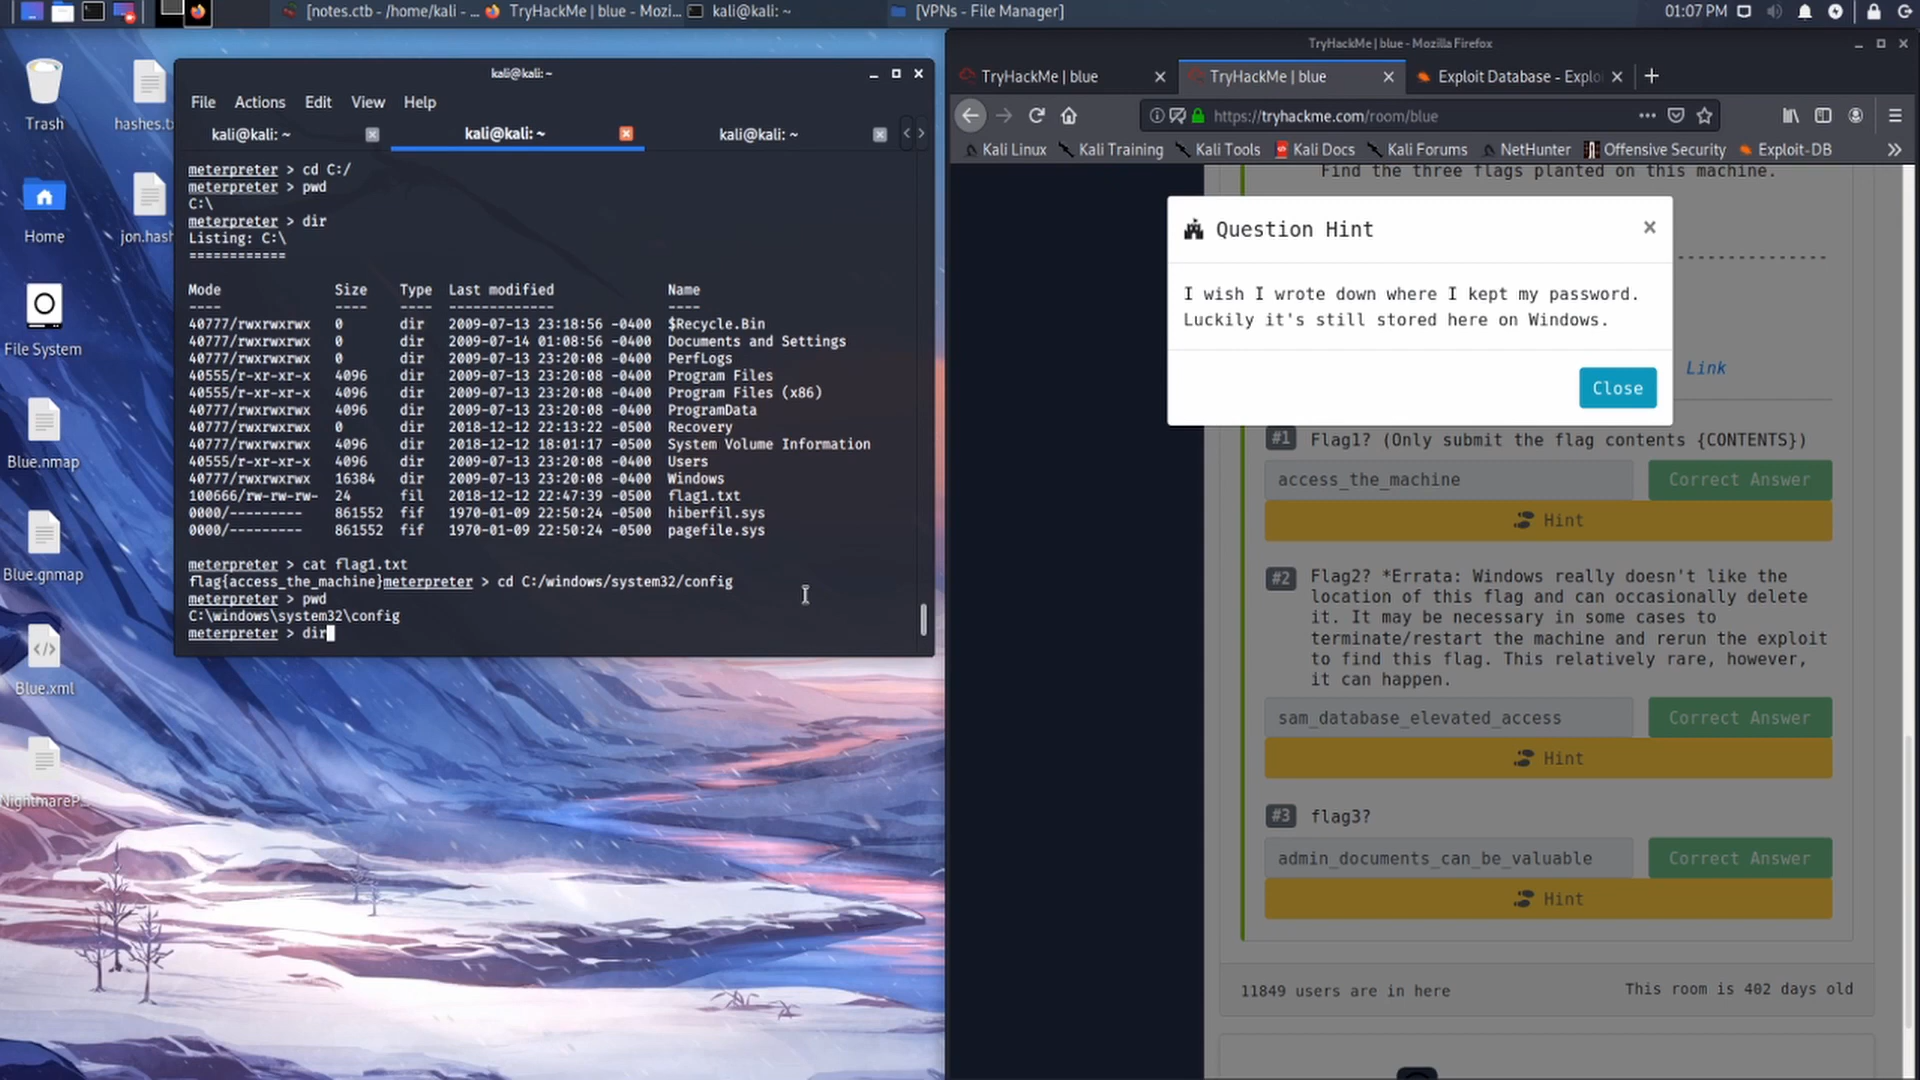 [notes.ctb - /home/kali - ...
TryHackMe | blue - Mozi...
kali@kali: ~
[VPNs - File Manager]
01:07 PM
Trash
Home
File System
Blue.nmap
Blue.gnmap
Blue.xml
NightmareP...
hashes.tx
jon.hash
kali@kali: ~
File Actions Edit View Help
kali@kali: ~
kali@kali: ~
kali@kali: ~
meterpreter > cd C:/
meterpreter > pwd
C:\
meterpreter > dir
Listing: C:\
============
Mode Size Type Last modified Name
---- ---- ---- ------------- ----
40777/rwxrwxrwx 0 dir 2009-07-13 23:18:56 -0400 $Recycle.Bin
40777/rwxrwxrwx 0 dir 2009-07-14 01:08:56 -0400 Documents and Settings
40777/rwxrwxrwx 0 dir 2009-07-13 23:20:08 -0400 PerfLogs
40555/r-xr-xr-x 4096 dir 2009-07-13 23:20:08 -0400 Program Files
40555/r-xr-xr-x 4096 dir 2009-07-13 23:20:08 -0400 Program Files (x86)
40777/rwxrwxrwx 4096 dir 2009-07-13 23:20:08 -0400 ProgramData
40777/rwxrwxrwx 0 dir 2018-12-12 22:13:22 -0500 Recovery
40777/rwxrwxrwx 4096 dir 2018-12-12 18:01:17 -0500 System Volume Information
40555/r-xr-xr-x 4096 dir 2009-07-13 23:20:08 -0400 Users
40777/rwxrwxrwx 16384 dir 2009-07-13 23:20:08 -0400 Windows
100666/rw-rw-rw- 24 fil 2018-12-12 22:47:39 -0500 flag1.txt
0000/--------- 861552 fif 1970-01-09 22:50:24 -0500 hiberfil.sys
0000/--------- 861552 fif 1970-01-09 22:50:24 -0500 pagefile.sys
meterpreter > cat flag1.txt
flag{access_the_machine}meterpreter > cd C:/windows/system32/config
meterpreter > pwd
C:\windows\system32\config
meterpreter > dir
TryHackMe | blue - Mozilla Firefox
TryHackMe | blue
TryHackMe | blue
Exploit Database - Explo
https://tryhackme.com/room/blue
Kali Linux Kali Training Kali Tools Kali Docs Kali Forums NetHunter Offensive Security Exploit-DB
Find the three flags planted on this machine.
Question Hint
I wish I wrote down where I kept my password.
Luckily it's still stored here on Windows.
Link
Close
#1 Flag1? (Only submit the flag contents {CONTENTS})
access_the_machine
Correct Answer
Hint
#2 Flag2? *Errata: Windows really doesn't like the
location of this flag and can occasionally delete
it. It may be necessary in some cases to
terminate/restart the machine and rerun the exploit
to find this flag. This relatively rare, however,
it can happen.
sam_database_elevated_access
Correct Answer
Hint
#3 flag3?
admin_documents_can_be_valuable
Correct Answer
Hint
11849 users are in here
This room is 402 days old